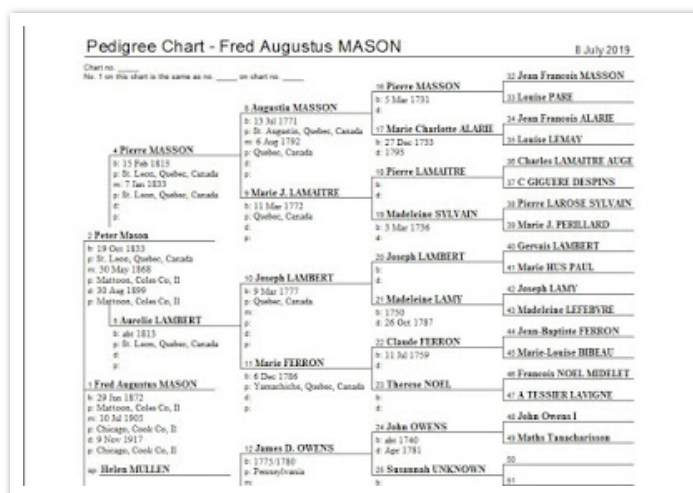 Pedigree Chart - Fred Augustus MASON
8 July 2019
Chart no. _____
No. 1 on this chart is the same as no. _____ on chart no. _____
4 Pierre MASSON
b: 15 Feb 1813
p: St. Leon, Quebec, Canada
m: 7 Jan 1833
p: St. Leon, Quebec, Canada
d:
p:
2 Peter Mason
b: 19 Oct 1833
p: St. Leon, Quebec, Canada
m: 30 May 1868
p: Mattoon, Coles Co, Il
d: 30 Aug 1899
p: Mattoon, Coles Co, Il
5 Aurelie LAMBERT
b: abt 1813
p: St. Leon, Quebec, Canada
d:
p:
1 Fred Augustus MASON
b: 29 Jun 1872
p: Mattoon, Coles Co, Il
m: 10 Jul 1905
p: Chicago, Cook Co, Il
d: 9 Nov 1917
p: Chicago, Cook Co, Il
sp: Helen MULLEN
8 Augustin MASSON
b: 13 Jul 1771
p: St. Augustin, Quebec, Canada
m: 6 Aug 1792
p: Quebec, Canada
d:
p:
9 Marie J. LAMAITRE
b: 11 Mar 1772
p: Quebec, Canada
d:
p:
10 Joseph LAMBERT
b: 9 Mar 1777
p: Quebec, Canada
m:
p:
d:
p:
11 Marie FERRON
b: 6 Dec 1786
p: Yamachiche, Quebec, Canada
d:
p:
12 James D. OWENS
b: 1775/1780
p: Pennsylvania
m:
16 Pierre MASSON
b: 5 Mar 1731
d:
17 Marie Charlotte ALARIE
b: 27 Dec 1733
d: 1795
18 Pierre LAMAITRE
b:
d:
19 Madeleine SYLVAIN
b: 3 Mar 1736
d:
20 Joseph LAMBERT
b:
d:
21 Madeleine LAMY
b: 1750
d: 26 Oct 1787
22 Claude FERRON
b: 11 Jul 1759
d:
23 Therese NOEL
b:
d:
24 John OWENS
b: abt 1740
d: Apr 1781
25 Susannah UNKNOWN
b:
32 Jean Francois MASSON
33 Louise PARE
34 Jean Francois ALARIE
35 Louise LEMAY
36 Charles LAMAITRE AUGE
37 C GIGUERE DESPINS
38 Pierre LAROSE SYLVAIN
39 Marie J. PERILLARD
40 Gervais LAMBERT
41 Marie HUS PAUL
42 Joseph LAMY
43 Madeleine LEFEBVRE
44 Jean-Baptiste FERRON
45 Marie-Louise BIBEAU
46 Francois NOEL MIDELET
47 A TESSIER LAVIGNE
48 John Owens I
49 Maths Tanacharisson
50
51